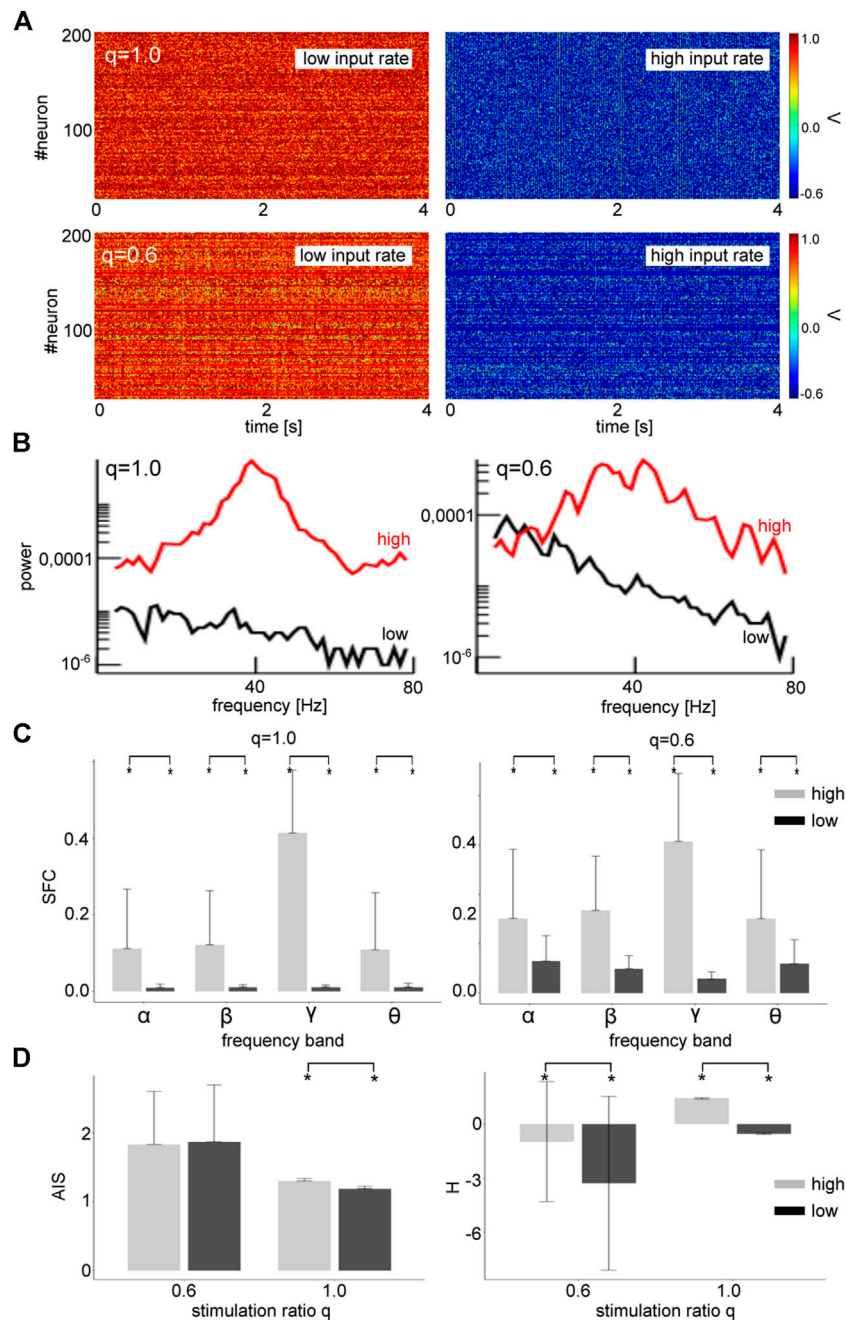 A
200
q=1.0
low input rate
high input rate
1.0
#neuron
100
V
0.0
-0.6
0
2
4
0
2
4
200
q=0.6
low input rate
high input rate
1.0
#neuron
100
V
0.0
-0.6
0
2
4
0
2
4
time [s]
time [s]
B
q=1.0
q=0.6
high
high
0,0001
0,0001
power
low
low
10-6
10-6
40
80
40
80
frequency [Hz]
frequency [Hz]
C
q=1.0
q=0.6
* * * * * * * *
* * * * * * * *
high
low
0.4
0.4
SFC
0.2
0.2
0.0
0.0
α β γ θ
α β γ θ
frequency band
frequency band
D
* *
* * * *
2
0
AIS
1
H
-3
high
low
-6
0
0.6
1.0
0.6
1.0
stimulation ratio q
stimulation ratio q